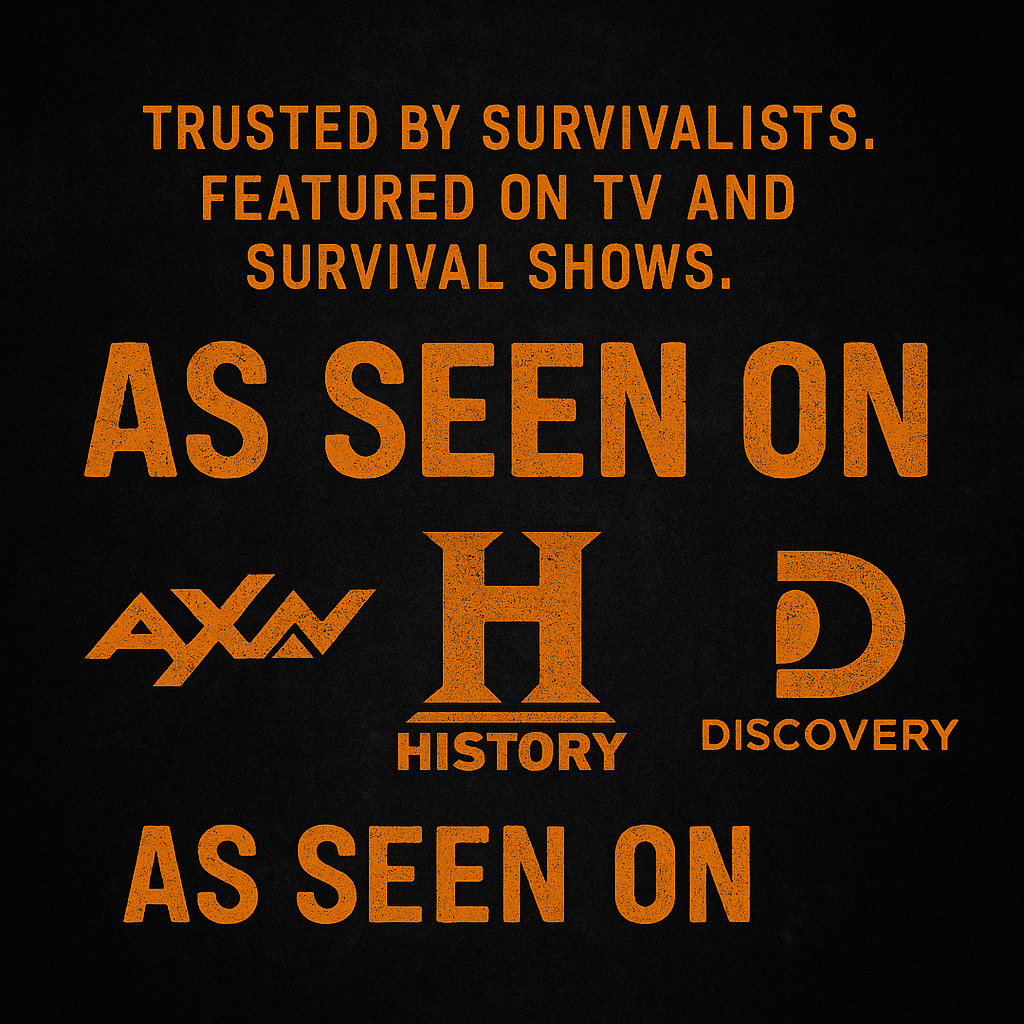 TRUSTED BY SURVIVALISTS.
FEATURED ON TV AND
SURVIVAL SHOWS.
AS SEEN ON
AXN
H
HISTORY
D
DISCOVERY
AS SEEN ON